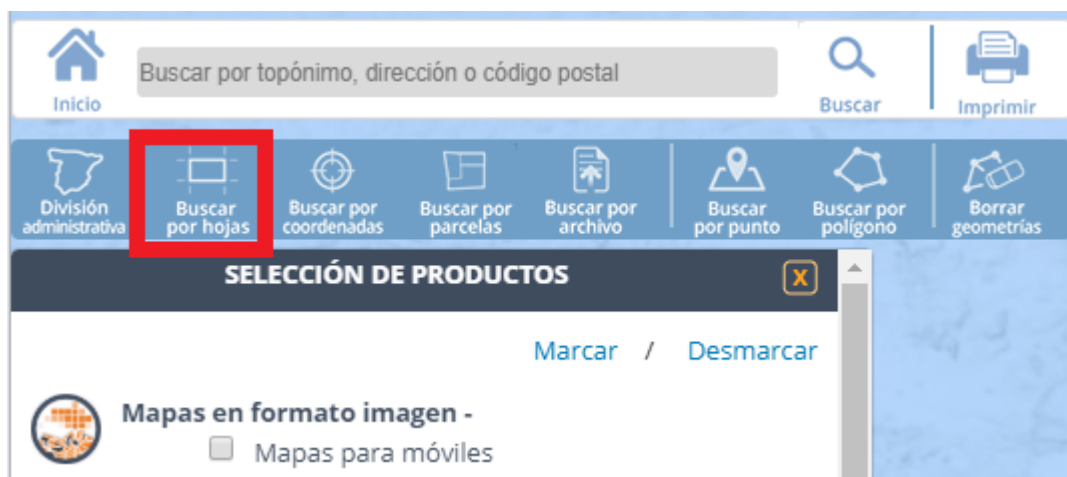 Buscar por topónimo, dirección o código postal
Inicio
Buscar
Imprimir
División
administrativa
Buscar
por hojas
Buscar por
coordenadas
Buscar por
parcelas
Buscar por
archivo
Buscar
por punto
Buscar por
polígono
Borrar
geometrías
SELECCIÓN DE PRODUCTOS
X
Marcar / Desmarcar
Mapas en formato imagen -
Mapas para móviles